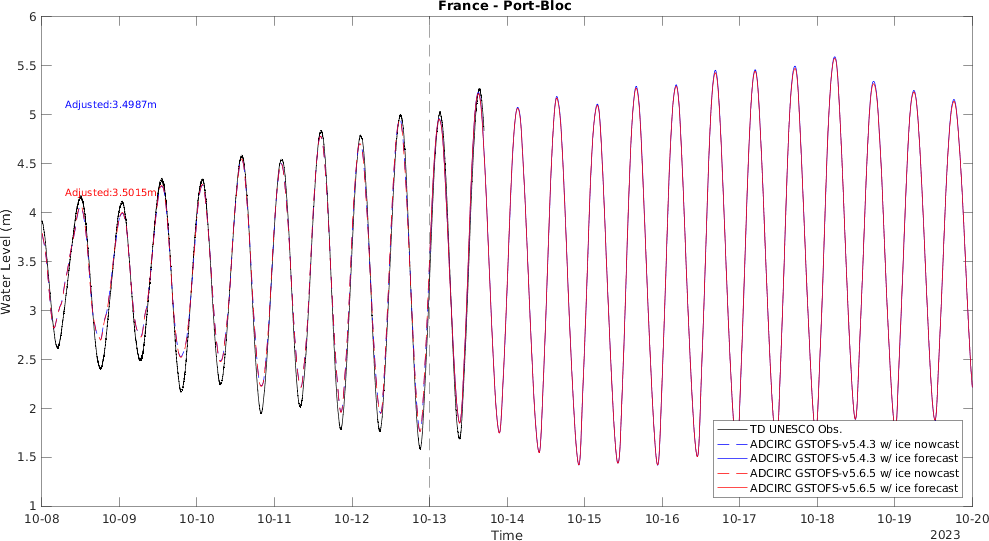 France - Port-Bloc
6
5.5
5
4.5
4
3.5
3
2.5
2
1.5
1
Water Level (m)
Adjusted:3.4987m
Adjusted:3.5015m
TD UNESCO Obs.
ADCIRC GSTOFS-v5.4.3 w/ ice nowcast
ADCIRC GSTOFS-v5.4.3 w/ ice forecast
ADCIRC GSTOFS-v5.6.5 w/ ice nowcast
ADCIRC GSTOFS-v5.6.5 w/ ice forecast
10-08 10-09 10-10 10-11 10-12 10-13 10-14 10-15 10-16 10-17 10-18 10-19 10-20
Time
2023